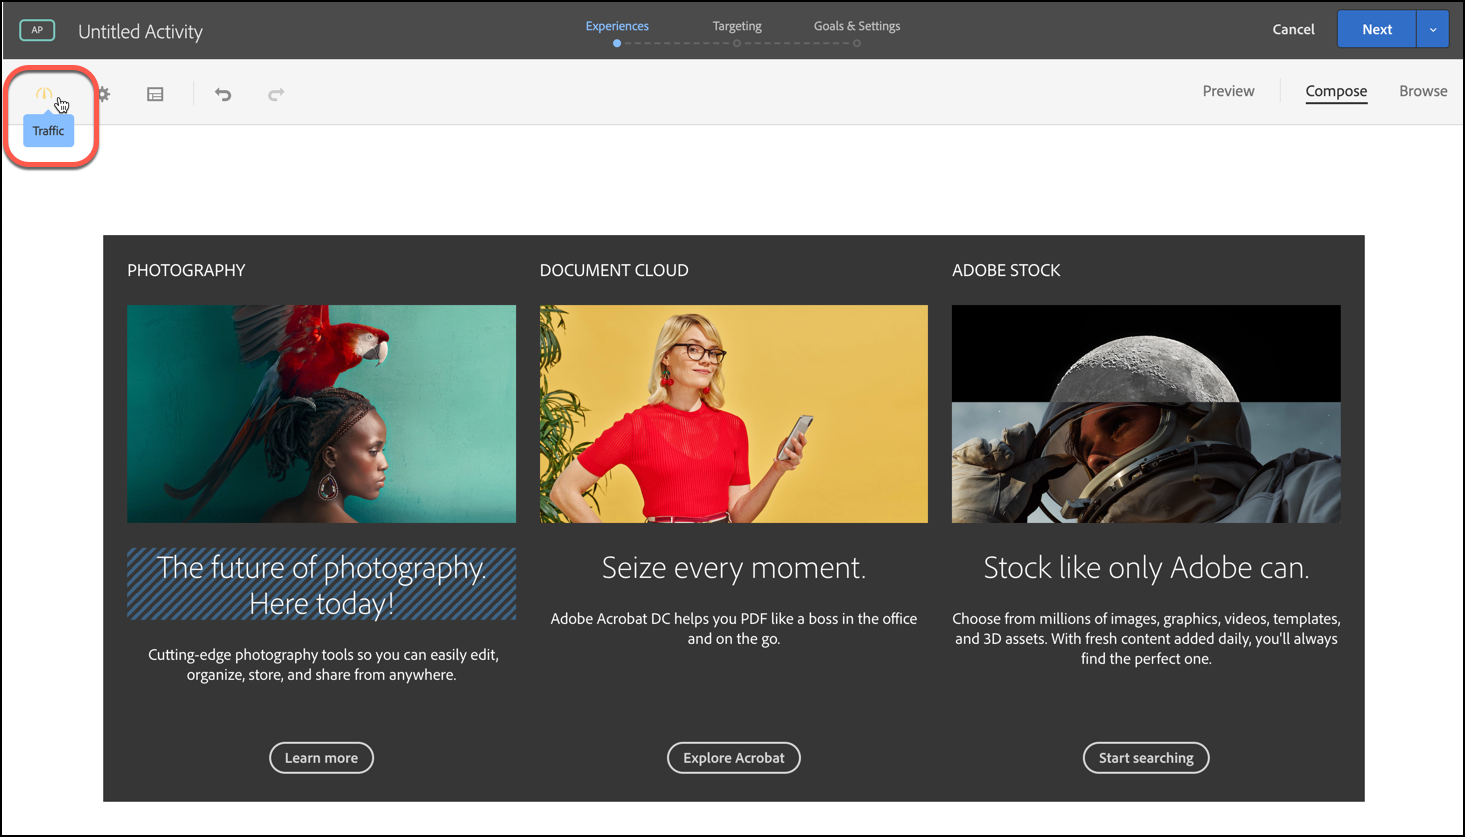 AP
Untitled Activity
Experiences
Targeting
Goals & Settings
Cancel
Next
Traffic
Preview
Compose
Browse
PHOTOGRAPHY
DOCUMENT CLOUD
ADOBE STOCK
The future of photography.
Here today!
Cutting-edge photography tools so you can easily edit,
organize, store, and share from anywhere.
Learn more
Seize every moment.
Adobe Acrobat DC helps you PDF like a boss in the office
and on the go.
Explore Acrobat
Stock like only Adobe can.
Choose from millions of images, graphics, videos, templates,
and 3D assets. With fresh content added daily, you'll always
find the perfect one.
Start searching